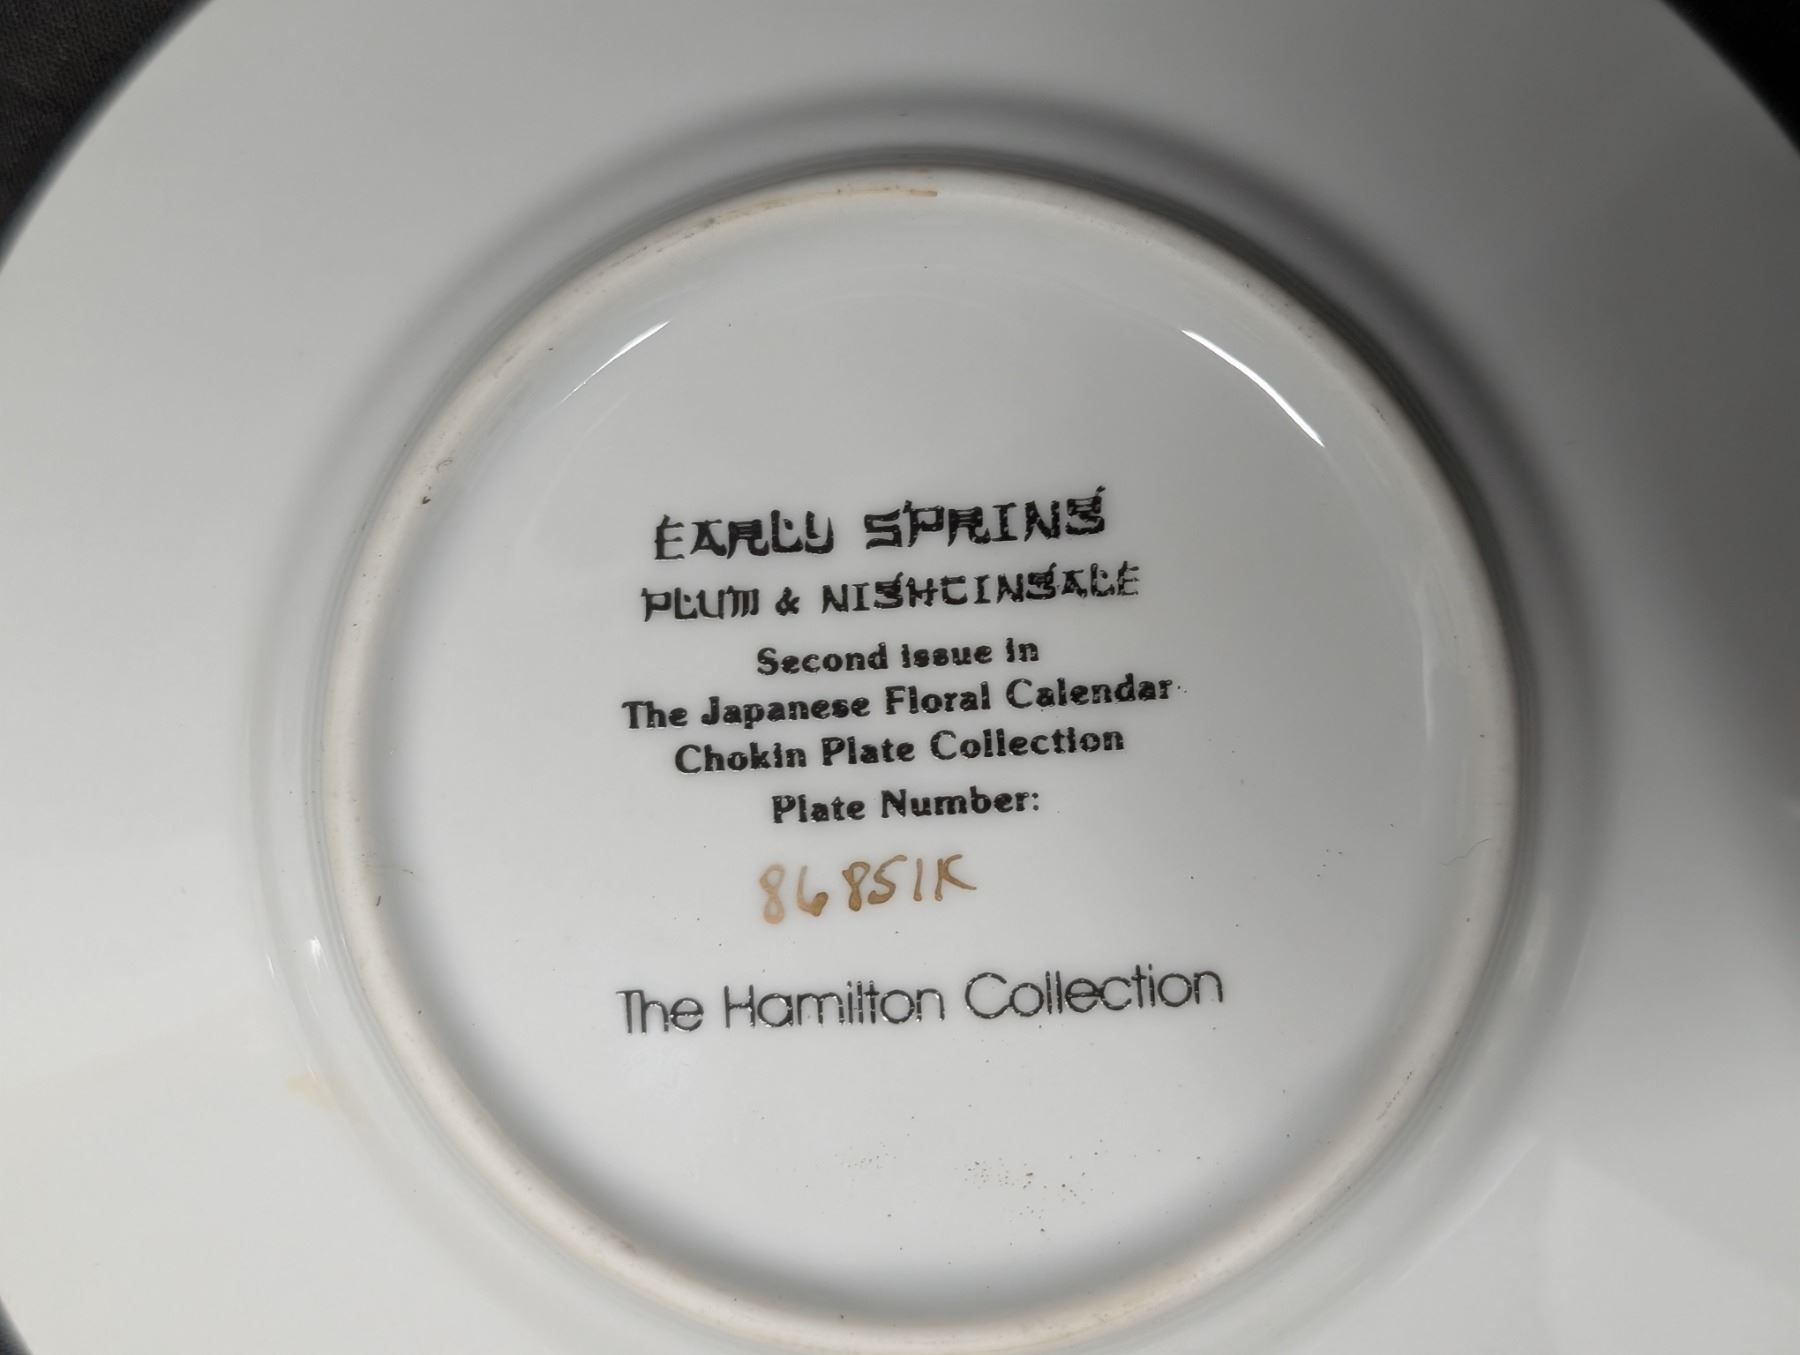 EARLY SPRING
PLUM & NIGHTINGALE
Second issue in
The Japanese Floral Calendar
Chokin Plate Collection
Plate Number:
86851K
The Hamilton Collection